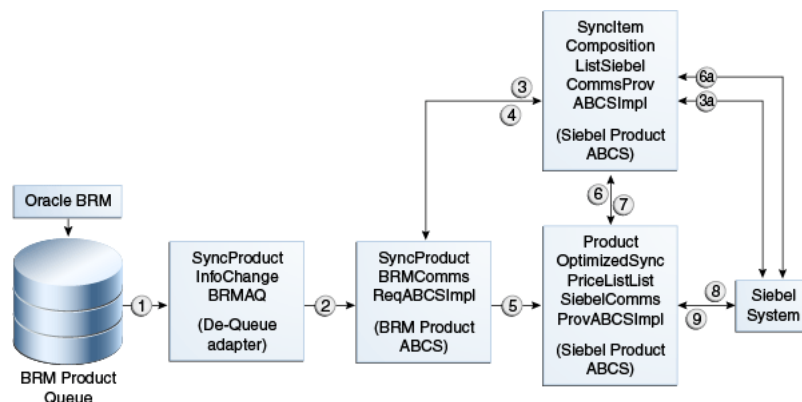 SyncItem
Composition
ListSiebel
CommsProv
ABCSImpl
(Siebel Product
ABCS)
3
4
6a
3a
Oracle BRM
6
7
SyncProduct
InfoChange
BRMAQ
(De-Queue
adapter)
SyncProduct
BRMComms
ReqABCSImpl
(BRM Product
ABCS)
Product
OptimizedSync
PriceListList
SiebelComms
ProvABCSImpl
(Siebel Product
ABCS)
1
2
5
8
9
Siebel
System
BRM Product
Queue